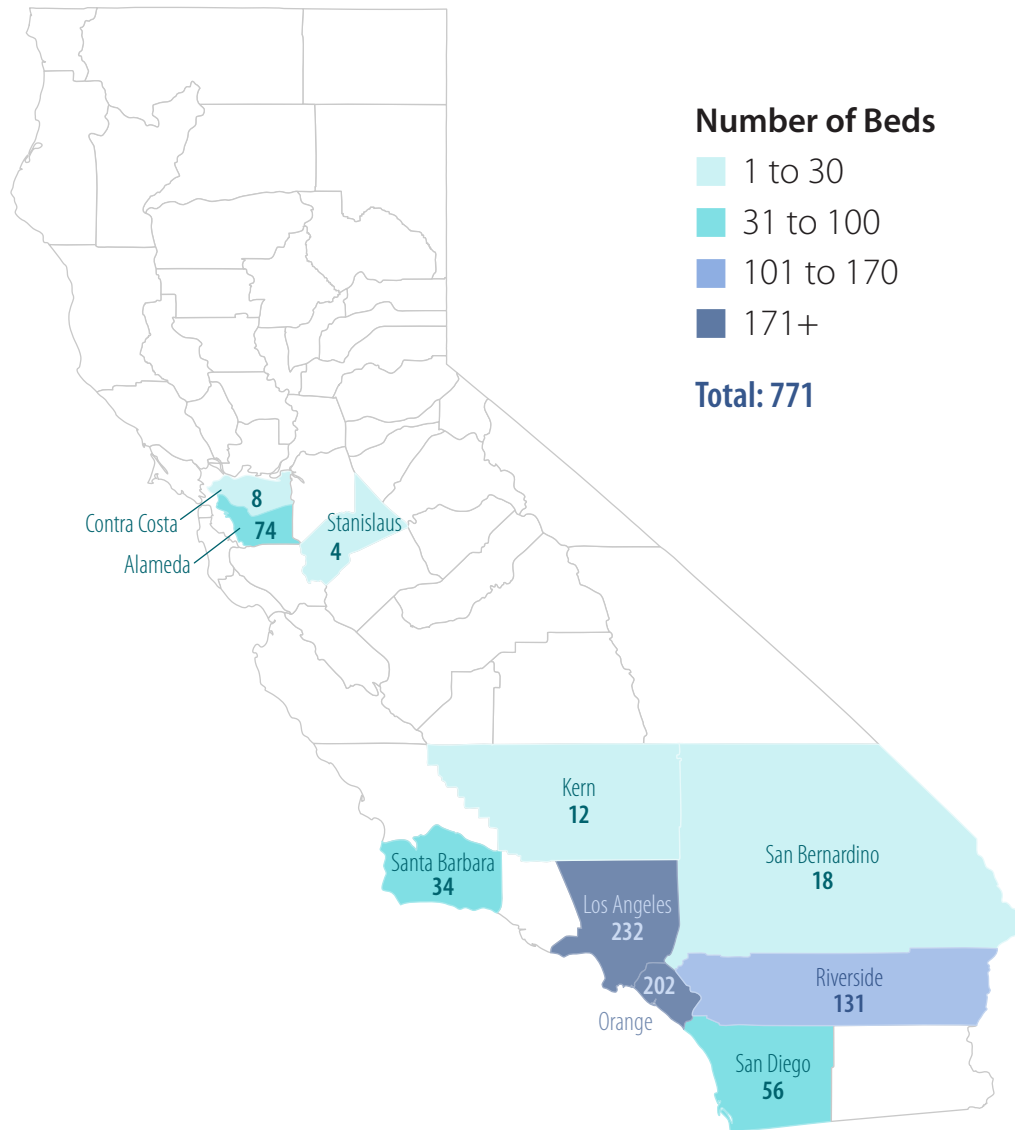 Number of Beds
1 to 30
31 to 100
101 to 170
171+
Total: 771
Contra Costa
8
Alameda
74
Stanislaus
4
Kern
12
San Bernardino
18
Santa Barbara
34
Los Angeles
232
202
Orange
Riverside
131
San Diego
56